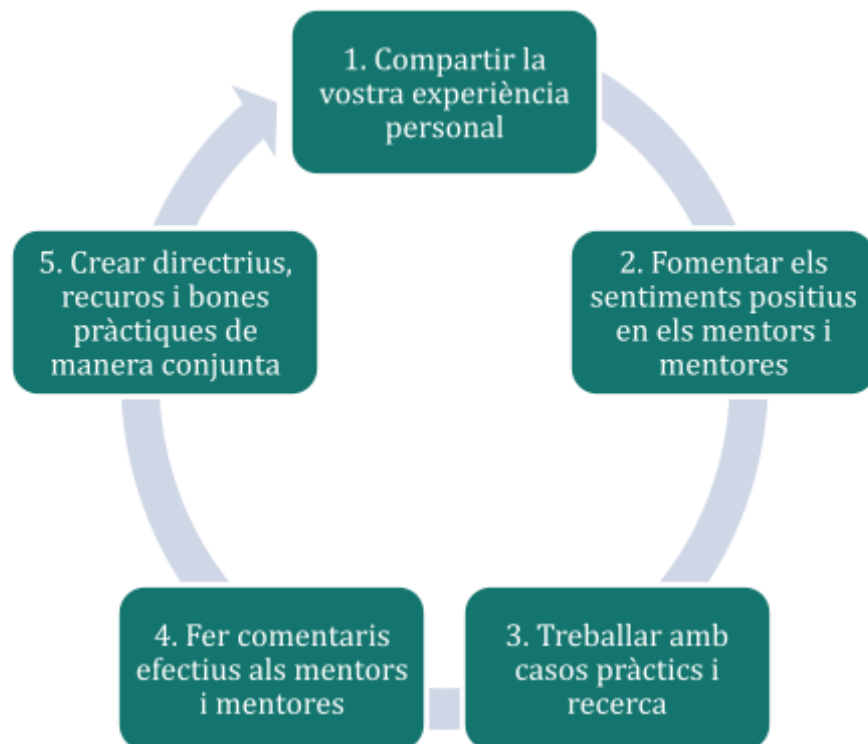 1. Compartir la
vostra experiència
personal
2. Fomentar els
sentiments positius
en els mentors i
mentores
3. Treballar amb
casos pràctics i
recerca
4. Fer comentaris
efectius als mentors
i mentores
5. Crear directrius,
recuros i bones
pràctiques de
manera conjunta